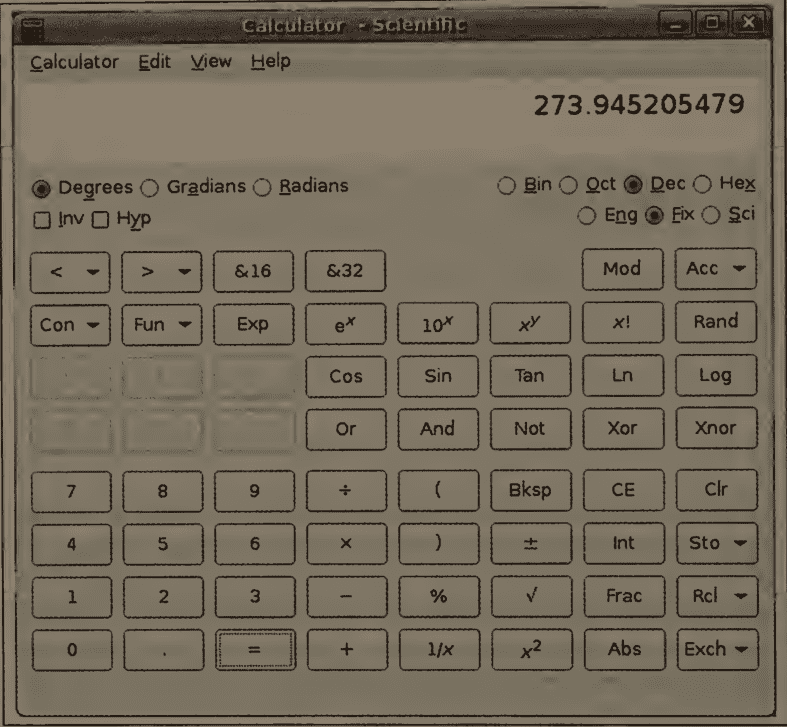 Calculator - Scientific
Calculator Edit View Help
273.945205479
Degrees Gradians Radians Bin Oct Dec Hex
Inv Hyp Eng Fix Sci
< > &16 &32 Mod Acc
Con Fun Exp eˣ 10ˣ xʸ x! Rand
Cos Sin Tan Ln Log
Or And Not Xor Xnor
7 8 9 ÷ ( Bksp CE Clr
4 5 6 × ) ± Int Sto
1 2 3 − % √ Frac Rcl
0 . = + 1/x x² Abs Exch